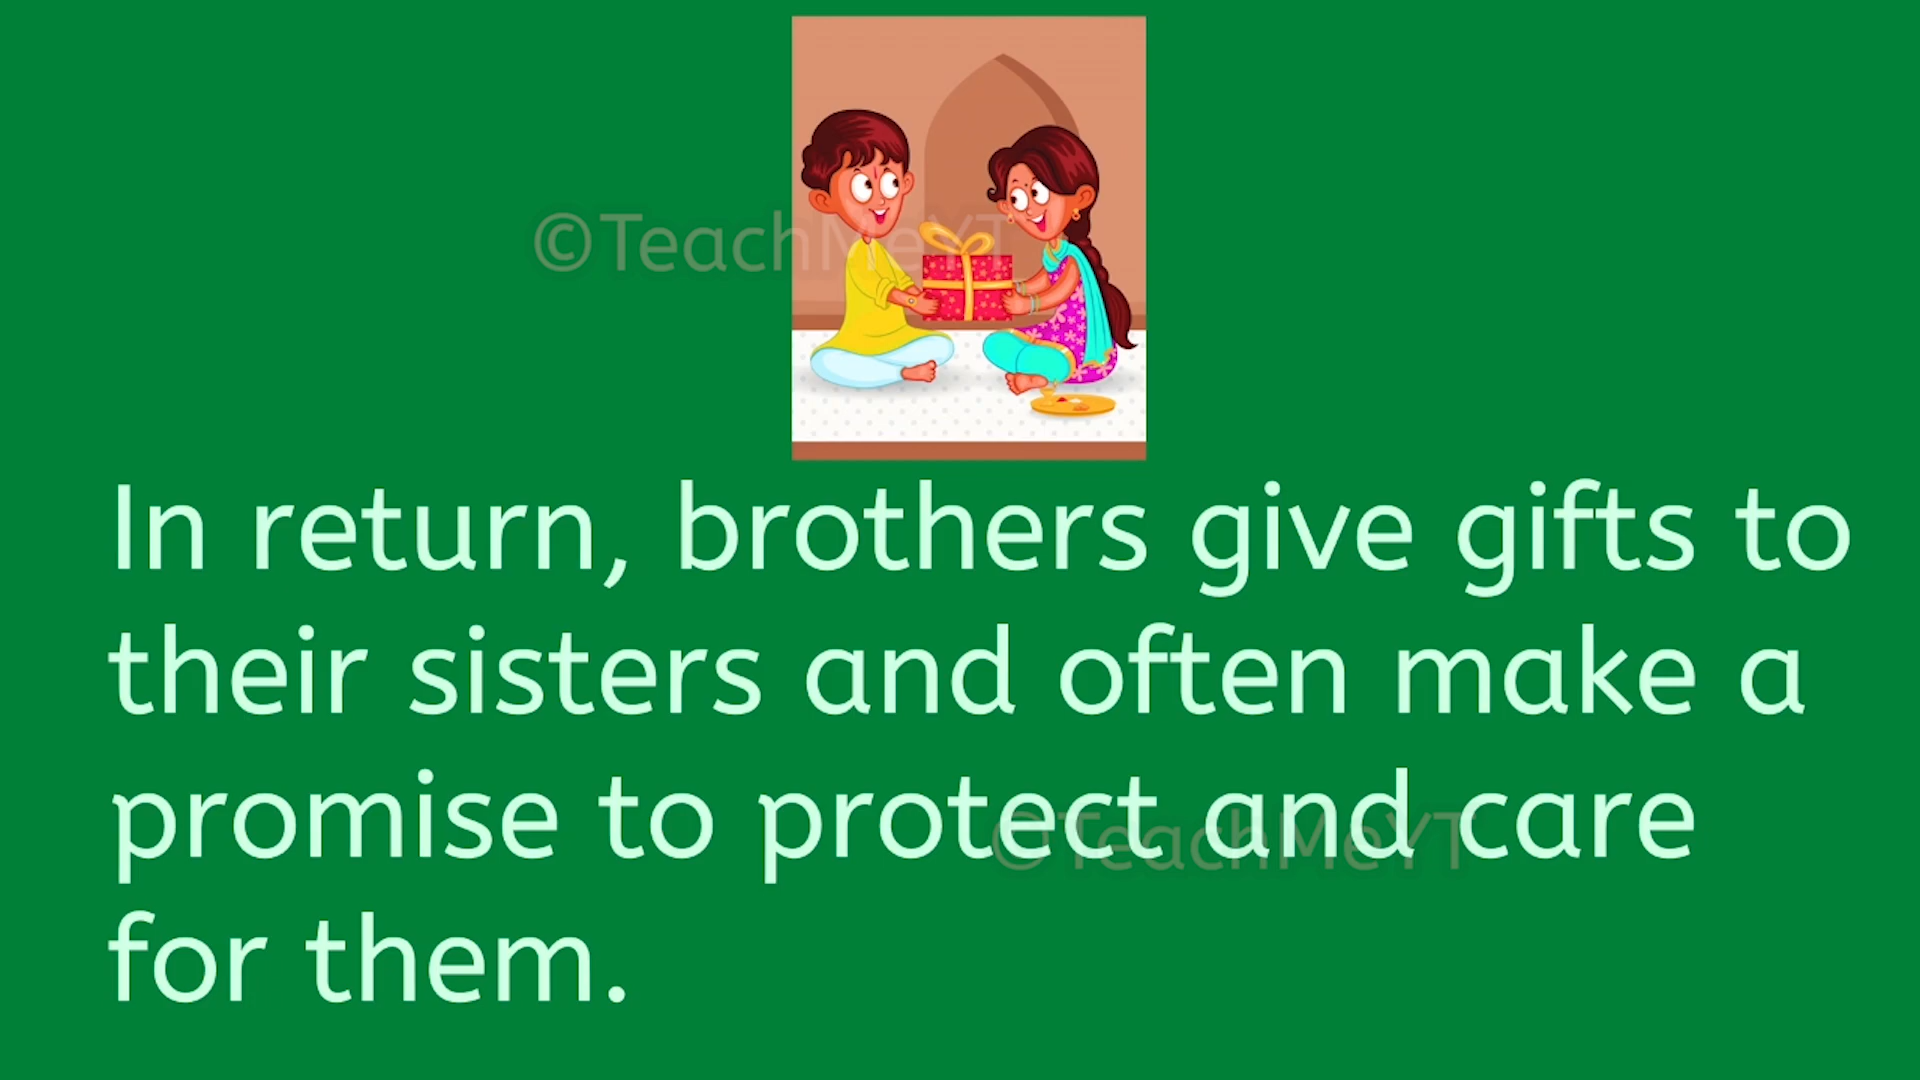 ©TeachMeYT
In return, brothers give gifts to
their sisters and often make a
promise to protect and care
©TeachMeYT
for them.